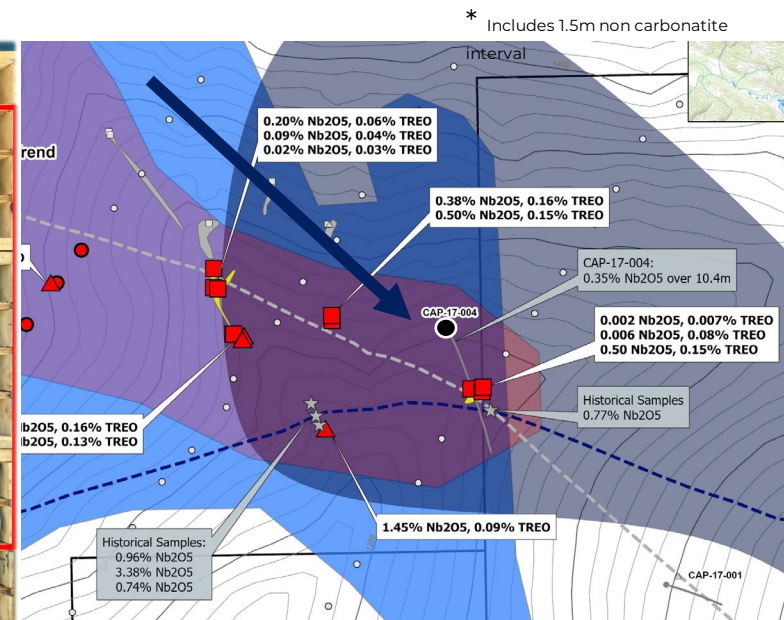 * Includes 1.5m non carbonatite
interval
rend
0.20% Nb2O5, 0.06% TREO
0.09% Nb2O5, 0.04% TREO
0.02% Nb2O5, 0.03% TREO
0.38% Nb2O5, 0.16% TREO
0.50% Nb2O5, 0.15% TREO
CAP-17-004:
0.35% Nb2O5 over 10.4m
CAP-17-004
0.002 Nb2O5, 0.007% TREO
0.006 Nb2O5, 0.08% TREO
0.50 Nb2O5, 0.15% TREO
Historical Samples
0.77% Nb2O5
b2O5, 0.16% TREO
b2O5, 0.13% TREO
1.45% Nb2O5, 0.09% TREO
Historical Samples:
0.96% Nb2O5
3.38% Nb2O5
0.74% Nb2O5
CAP-17-001